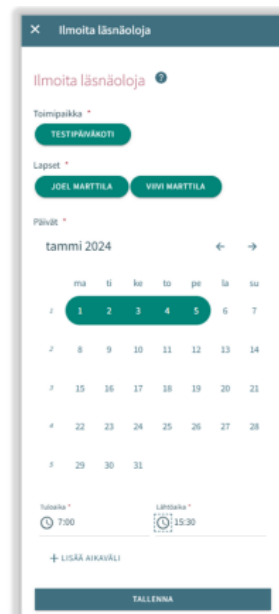 × Ilmoita läsnäoloja
Ilmoita läsnäoloja ?
Toimipaikka *
TESTIPÄIVÄKOTI
Lapset *
JOEL MARTTILA VIIVI MARTTILA
Päivät *
tammi 2024 ← →
ma ti ke to pe la su
1 1 2 3 4 5 6 7
2 8 9 10 11 12 13 14
3 15 16 17 18 19 20 21
4 22 23 24 25 26 27 28
5 29 30 31
Tuloaika * Lähtöaika *
7:00 15:30
+ LISÄÄ AIKAVÄLI
TALLENNA